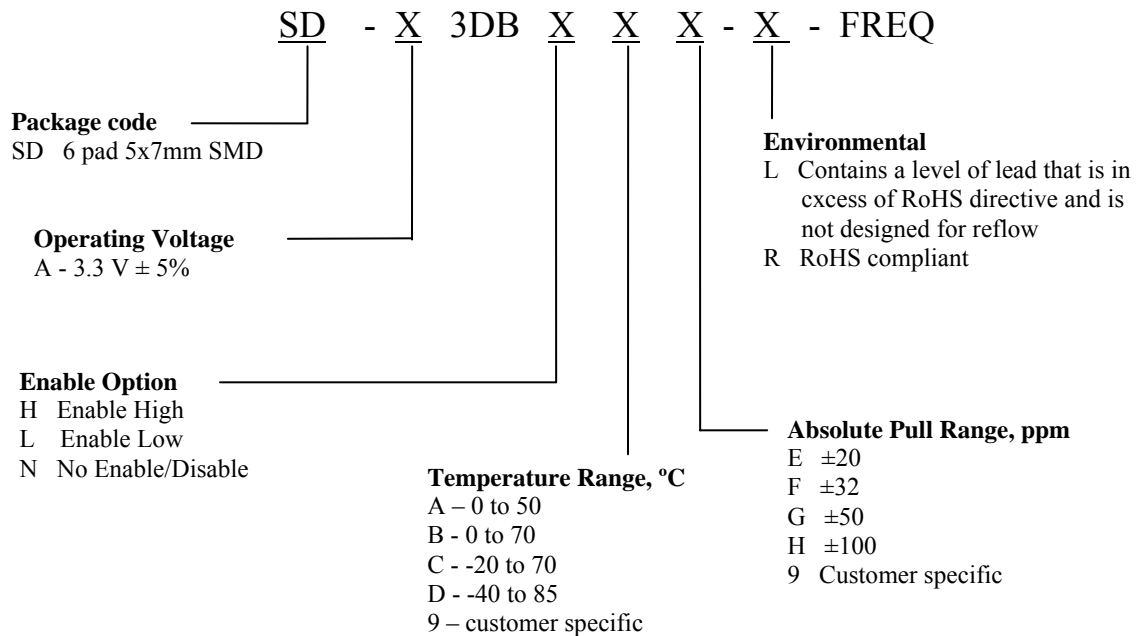 SD - X 3DB X X X - X - FREQ
Package code
SD 6 pad 5x7mm SMD
Operating Voltage
A - 3.3 V ± 5%
Enable Option
H Enable High
L Enable Low
N No Enable/Disable
Temperature Range, ºC
A – 0 to 50
B - 0 to 70
C - -20 to 70
D - -40 to 85
9 – customer specific
Absolute Pull Range, ppm
E ±20
F ±32
G ±50
H ±100
9 Customer specific
Environmental
L Contains a level of lead that is in
cxcess of RoHS directive and is
not designed for reflow
R RoHS compliant